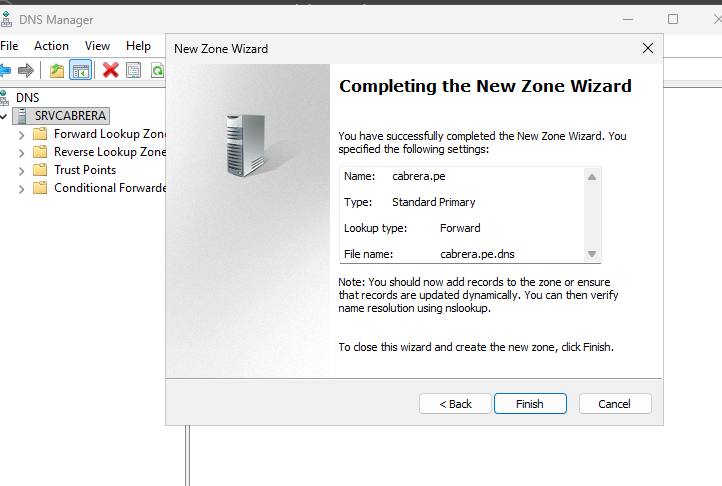 DNS Manager
File Action View Help
DNS
SRVCABRERA
Forward Lookup Zone
Reverse Lookup Zone
Trust Points
Conditional Forwarde
New Zone Wizard
Completing the New Zone Wizard
You have successfully completed the New Zone Wizard. You
specified the following settings:
Name: cabrera.pe
Type: Standard Primary
Lookup type: Forward
File name: cabrera.pe.dns
Note: You should now add records to the zone or ensure
that records are updated dynamically. You can then verify
name resolution using nslookup.
To close this wizard and create the new zone, click Finish.
< Back Finish Cancel